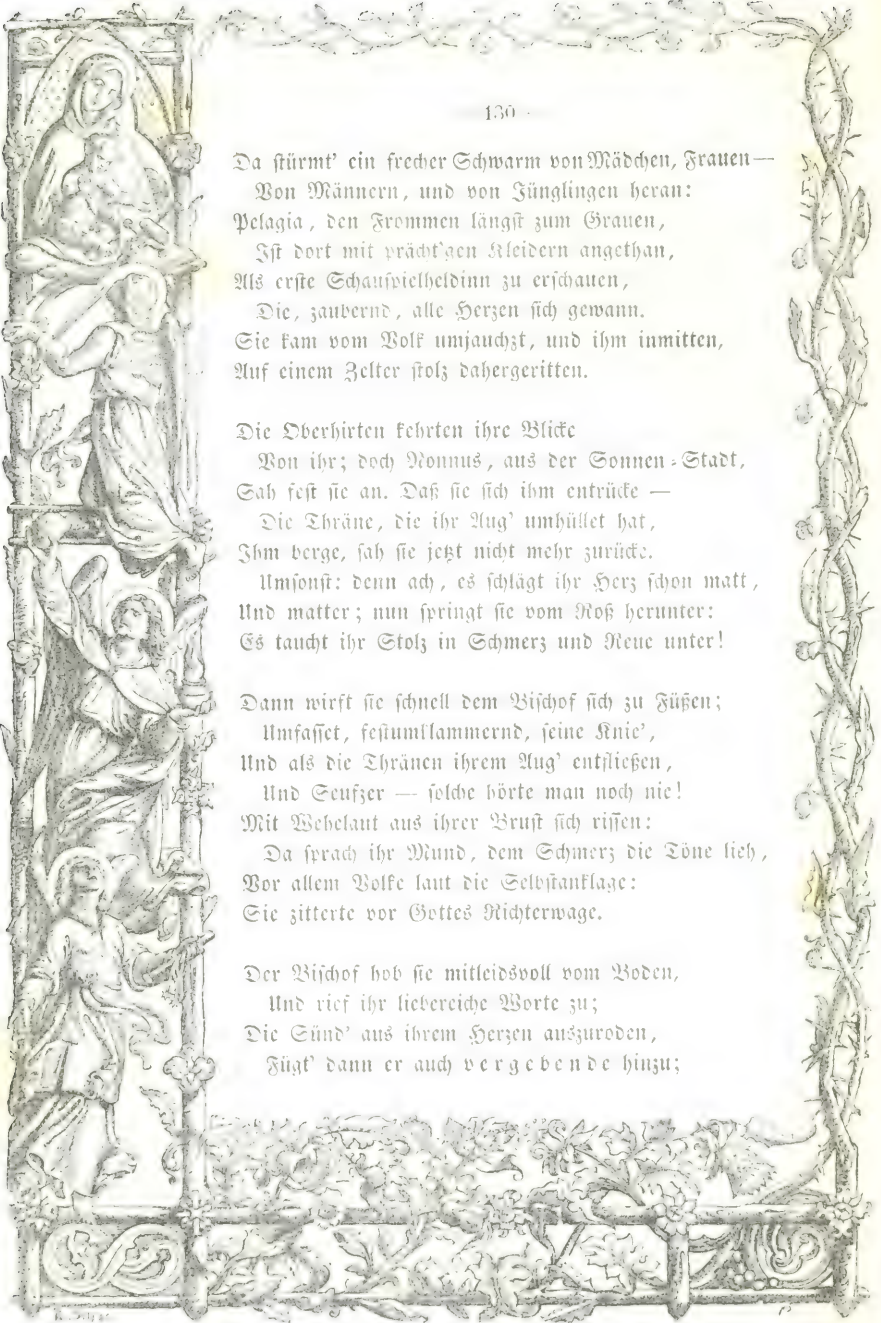 130
Da stürmt' ein frecher Schwarm von Mädchen, Frauen—
Von Männern, und von Jünglingen heran:
Pelagia, den Frommen längst zum Grauen,
Ist dort mit prächt'gen Kleidern angethan,
Als erste Schauspielheldinn zu erschauen,
Die, zaubernd, alle Herzen sich gewann.
Sie kam vom Volk umjauchzt, und ihm inmitten,
Auf einem Zelter stolz dahergeritten.
Die Oberhirten kehrten ihre Blicke
Von ihr; doch Nonnus, aus der Sonnen-Stadt,
Sah fest sie an. Daß sie sich ihm entrücke —
Die Thräne, die ihr Aug' umhüllet hat,
Ihm berge, sah sie jetzt nicht mehr zurücke.
Umsonst: denn ach, es schlägt ihr Herz schon matt,
Und matter; nun springt sie vom Roß herunter:
Es taucht ihr Stolz in Schmerz und Reue unter!
Dann wirft sie schnell dem Bischof sich zu Füßen;
Umfasset, festumklammernd, seine Knie',
Und als die Thränen ihrem Aug' entfließen,
Und Seufzer — solche hörte man noch nie!
Mit Wehelaut aus ihrer Brust sich rissen:
Da sprach ihr Mund, dem Schmerz die Töne lieh,
Vor allem Volke laut die Selbstanklage:
Sie zitterte vor Gottes Richterwage.
Der Bischof hob sie mitleidsvoll vom Boden,
Und rief ihr liebereiche Worte zu;
Die Sünd' aus ihrem Herzen auszuroden,
Fügt' dann er auch vergebende hinzu;